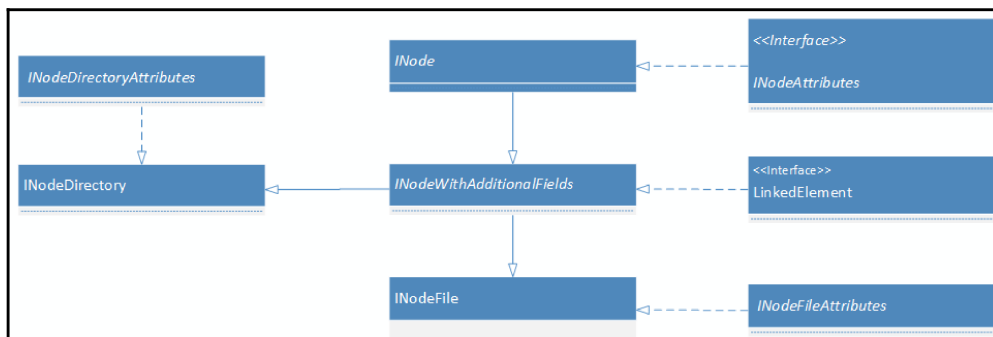 <<Interface>>
INodeAttributes
INode
INodeDirectoryAttributes
INodeDirectory
INodeWithAdditionalFields
<<Interface>>
LinkedElement
INodeFile
INodeFileAttributes